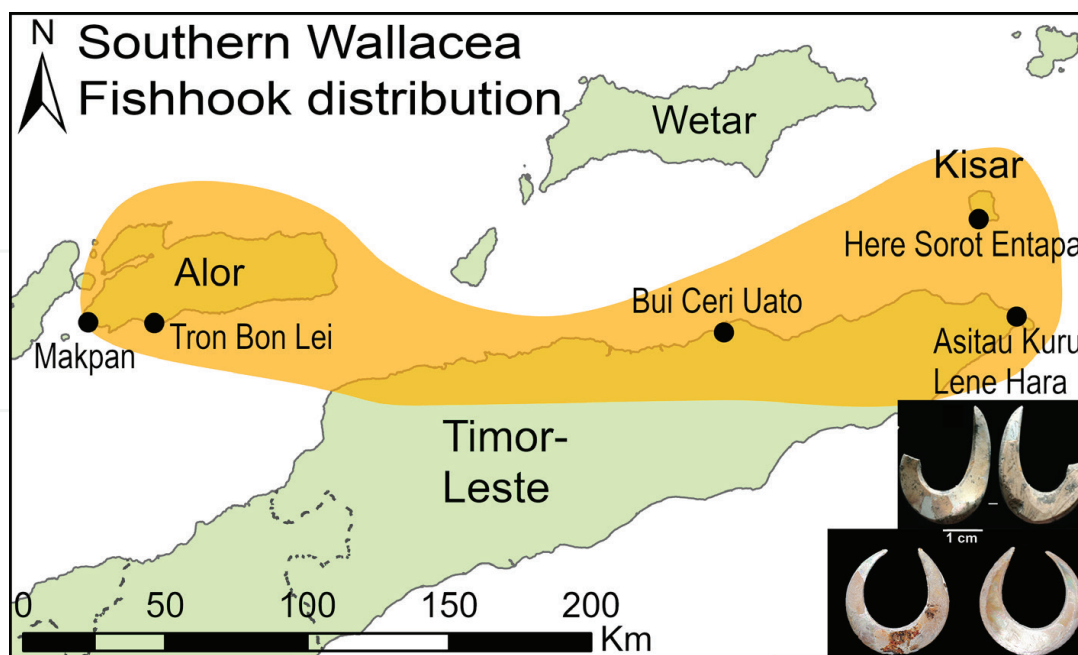 N
Southern Wallacea
Fishhook distribution
Wetar
Kisar
Here Sorot Entapa
Alor
Bui Ceri Uato
Makpan
Tron Bon Lei
Asitau Kuru
Lene Hara
Timor-
Leste
1 cm
0 50 100 150 200
Km